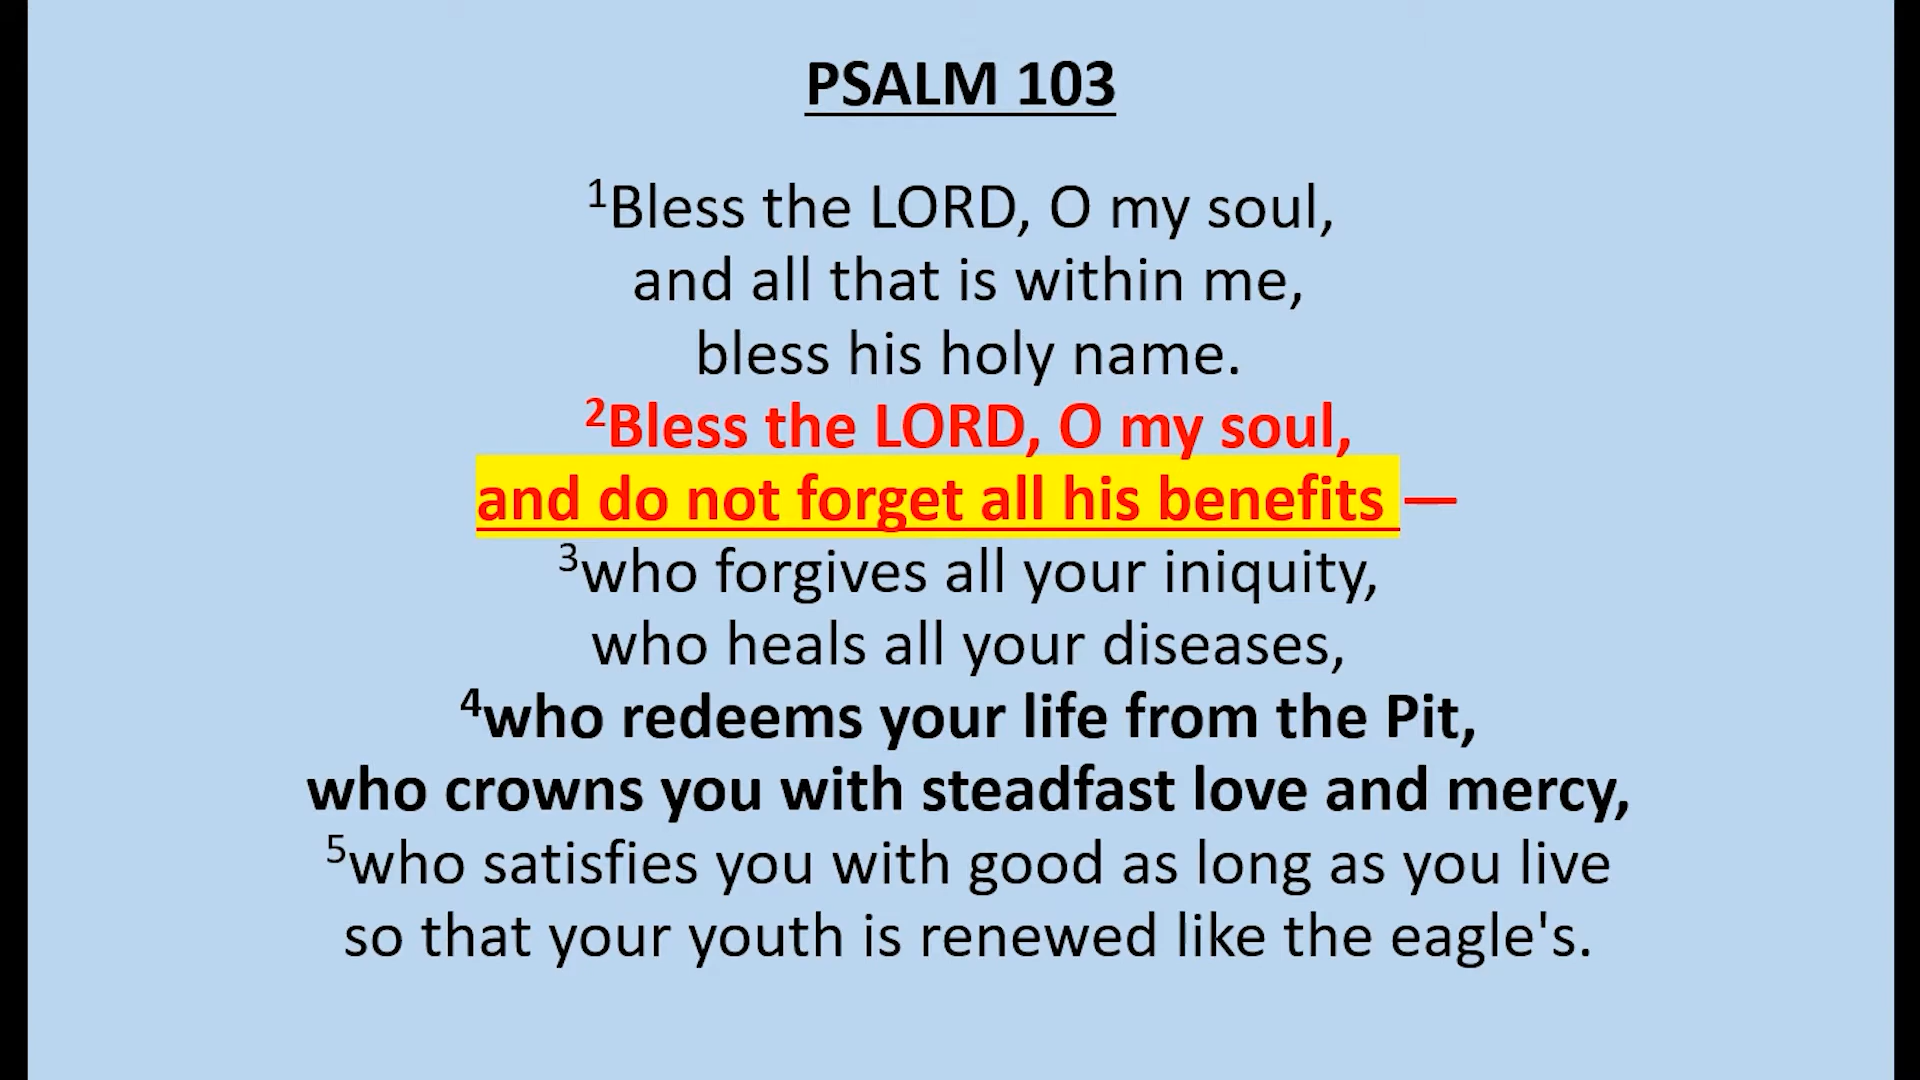 PSALM 103
¹Bless the LORD, O my soul,
and all that is within me,
bless his holy name.
²Bless the LORD, O my soul,
and do not forget all his benefits —
³who forgives all your iniquity,
who heals all your diseases,
⁴who redeems your life from the Pit,
who crowns you with steadfast love and mercy,
⁵who satisfies you with good as long as you live
so that your youth is renewed like the eagle's.